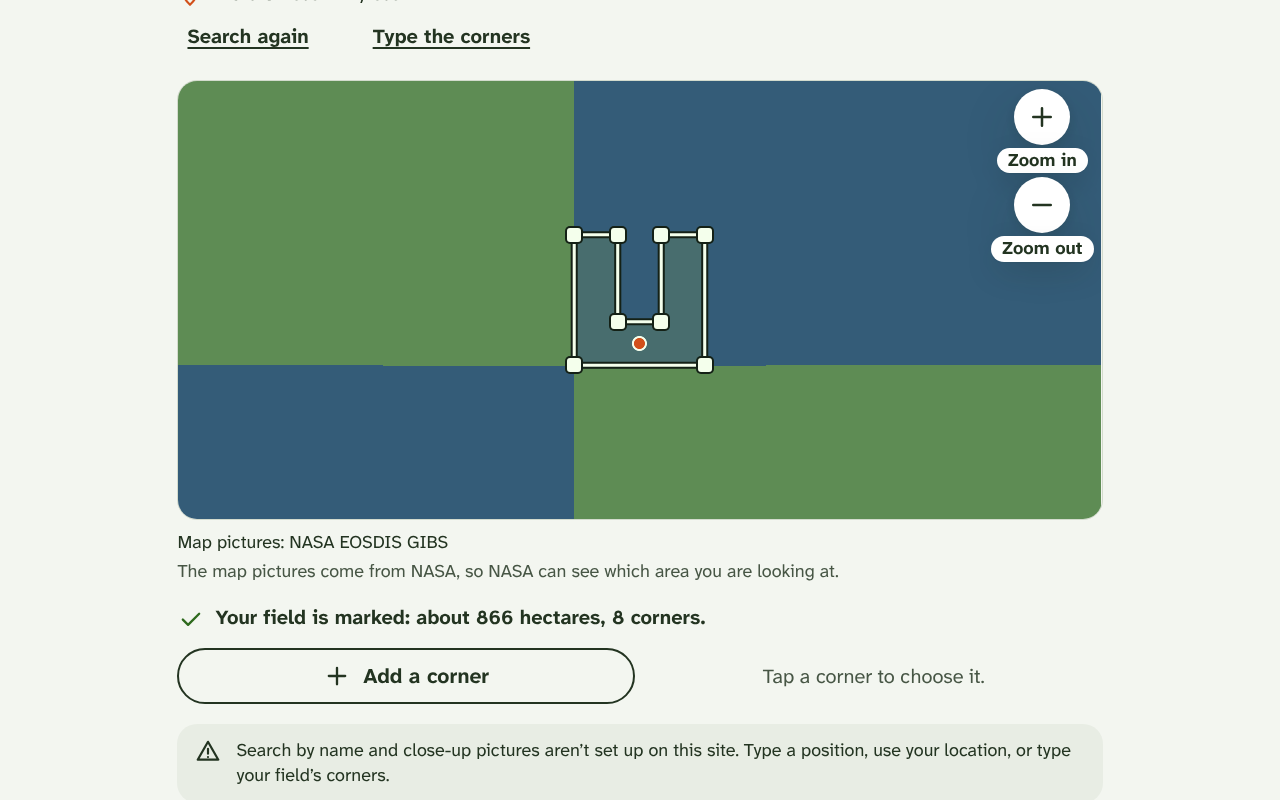 Search again
Type the corners
Zoom in
Zoom out
Map pictures: NASA EOSDIS GIBS
The map pictures come from NASA, so NASA can see which area you are looking at.
Your field is marked: about 866 hectares, 8 corners.
Add a corner
Tap a corner to choose it.
Search by name and close-up pictures aren’t set up on this site. Type a position, use your location, or type
your field’s corners.